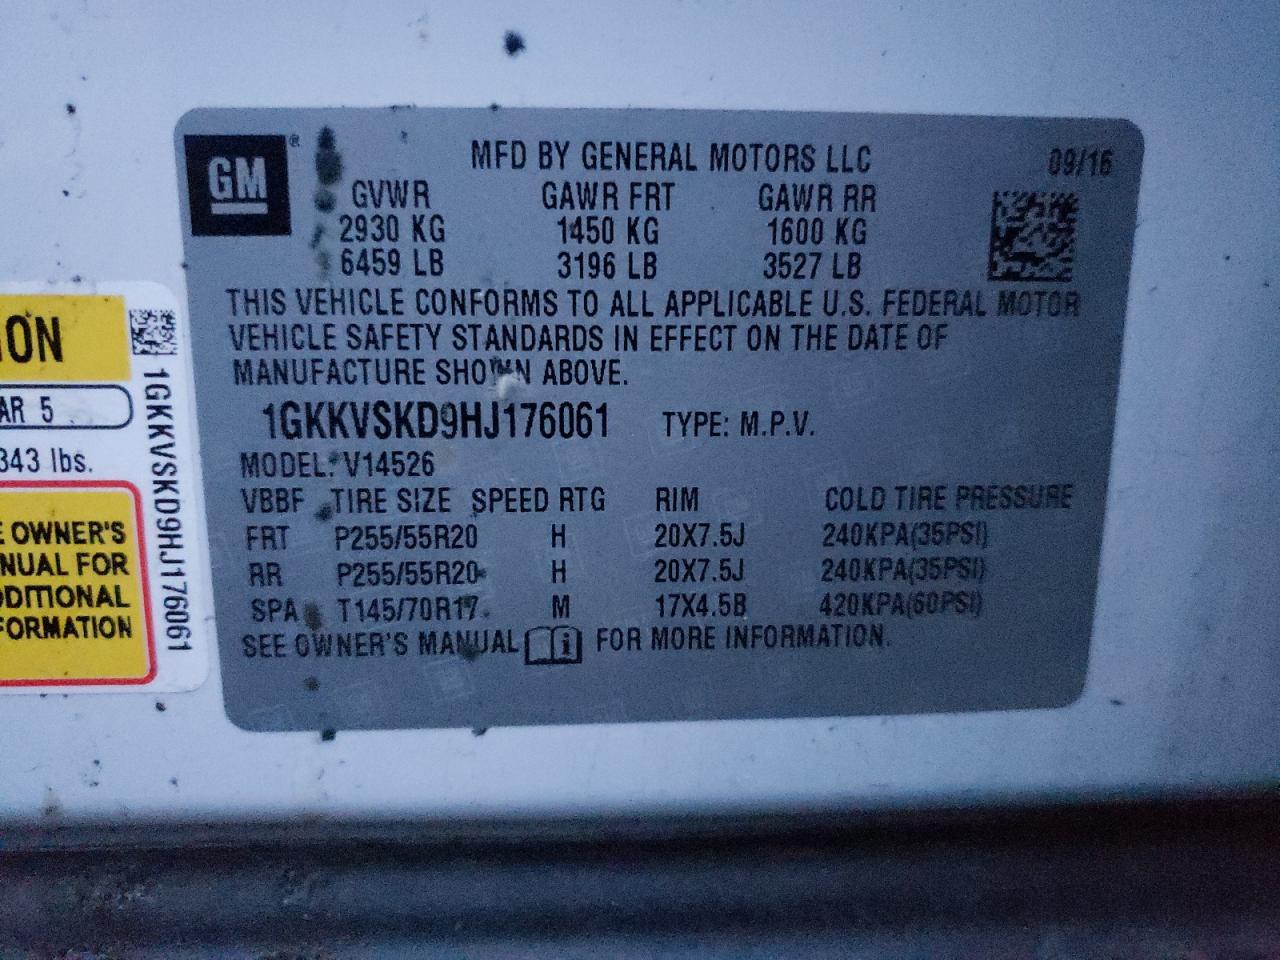 GM
®
MFD BY GENERAL MOTORS LLC 09/16
GVWR GAWR FRT GAWR RR
2930 KG 1450 KG 1600 KG
6459 LB 3196 LB 3527 LB
THIS VEHICLE CONFORMS TO ALL APPLICABLE U.S. FEDERAL MOTOR
VEHICLE SAFETY STANDARDS IN EFFECT ON THE DATE OF
MANUFACTURE SHOWN ABOVE.
1GKKVSKD9HJ176061 TYPE: M.P.V.
MODEL: V14526
VBBF TIRE SIZE SPEED RTG RIM COLD TIRE PRESSURE
FRT P255/55R20 H 20X7.5J 240KPA(35PSI)
RR P255/55R20 H 20X7.5J 240KPA(35PSI)
SPA T145/70R17 M 17X4.5B 420KPA(60PSI)
SEE OWNER'S MANUAL i FOR MORE INFORMATION.
ION
AR 5
343 lbs.
E OWNER'S
NUAL FOR
DDITIONAL
FORMATION
1GKKVSKD9HJ176061